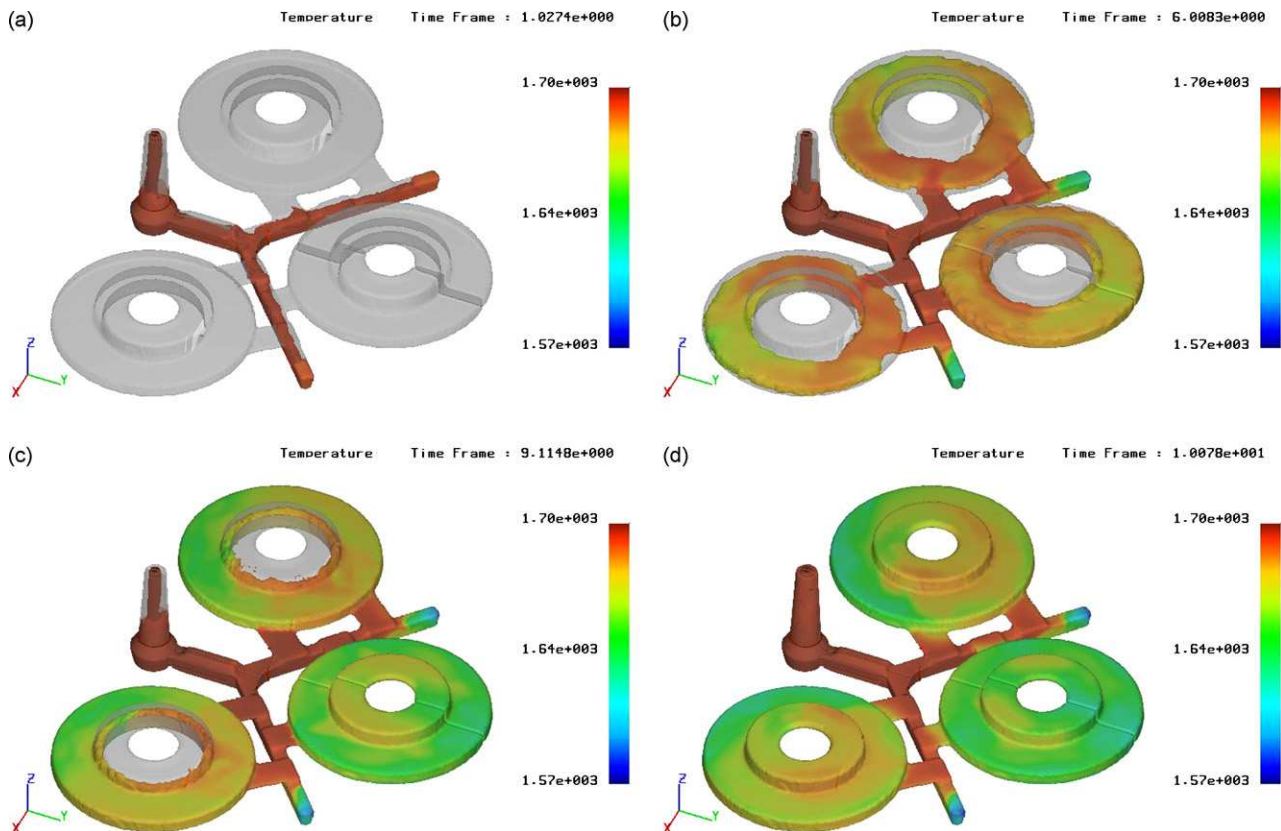 (a)
Temperature Time Frame : 1.0274e+000
1.70e+003
1.64e+003
1.57e+003
Z
X
Y
(b)
Temperature Time Frame : 6.0083e+000
1.70e+003
1.64e+003
1.57e+003
Z
X
Y
(c)
Temperature Time Frame : 9.1148e+000
1.70e+003
1.64e+003
1.57e+003
Z
X
Y
(d)
Temperature Time Frame : 1.0078e+001
1.70e+003
1.64e+003
1.57e+003
Z
X
Y